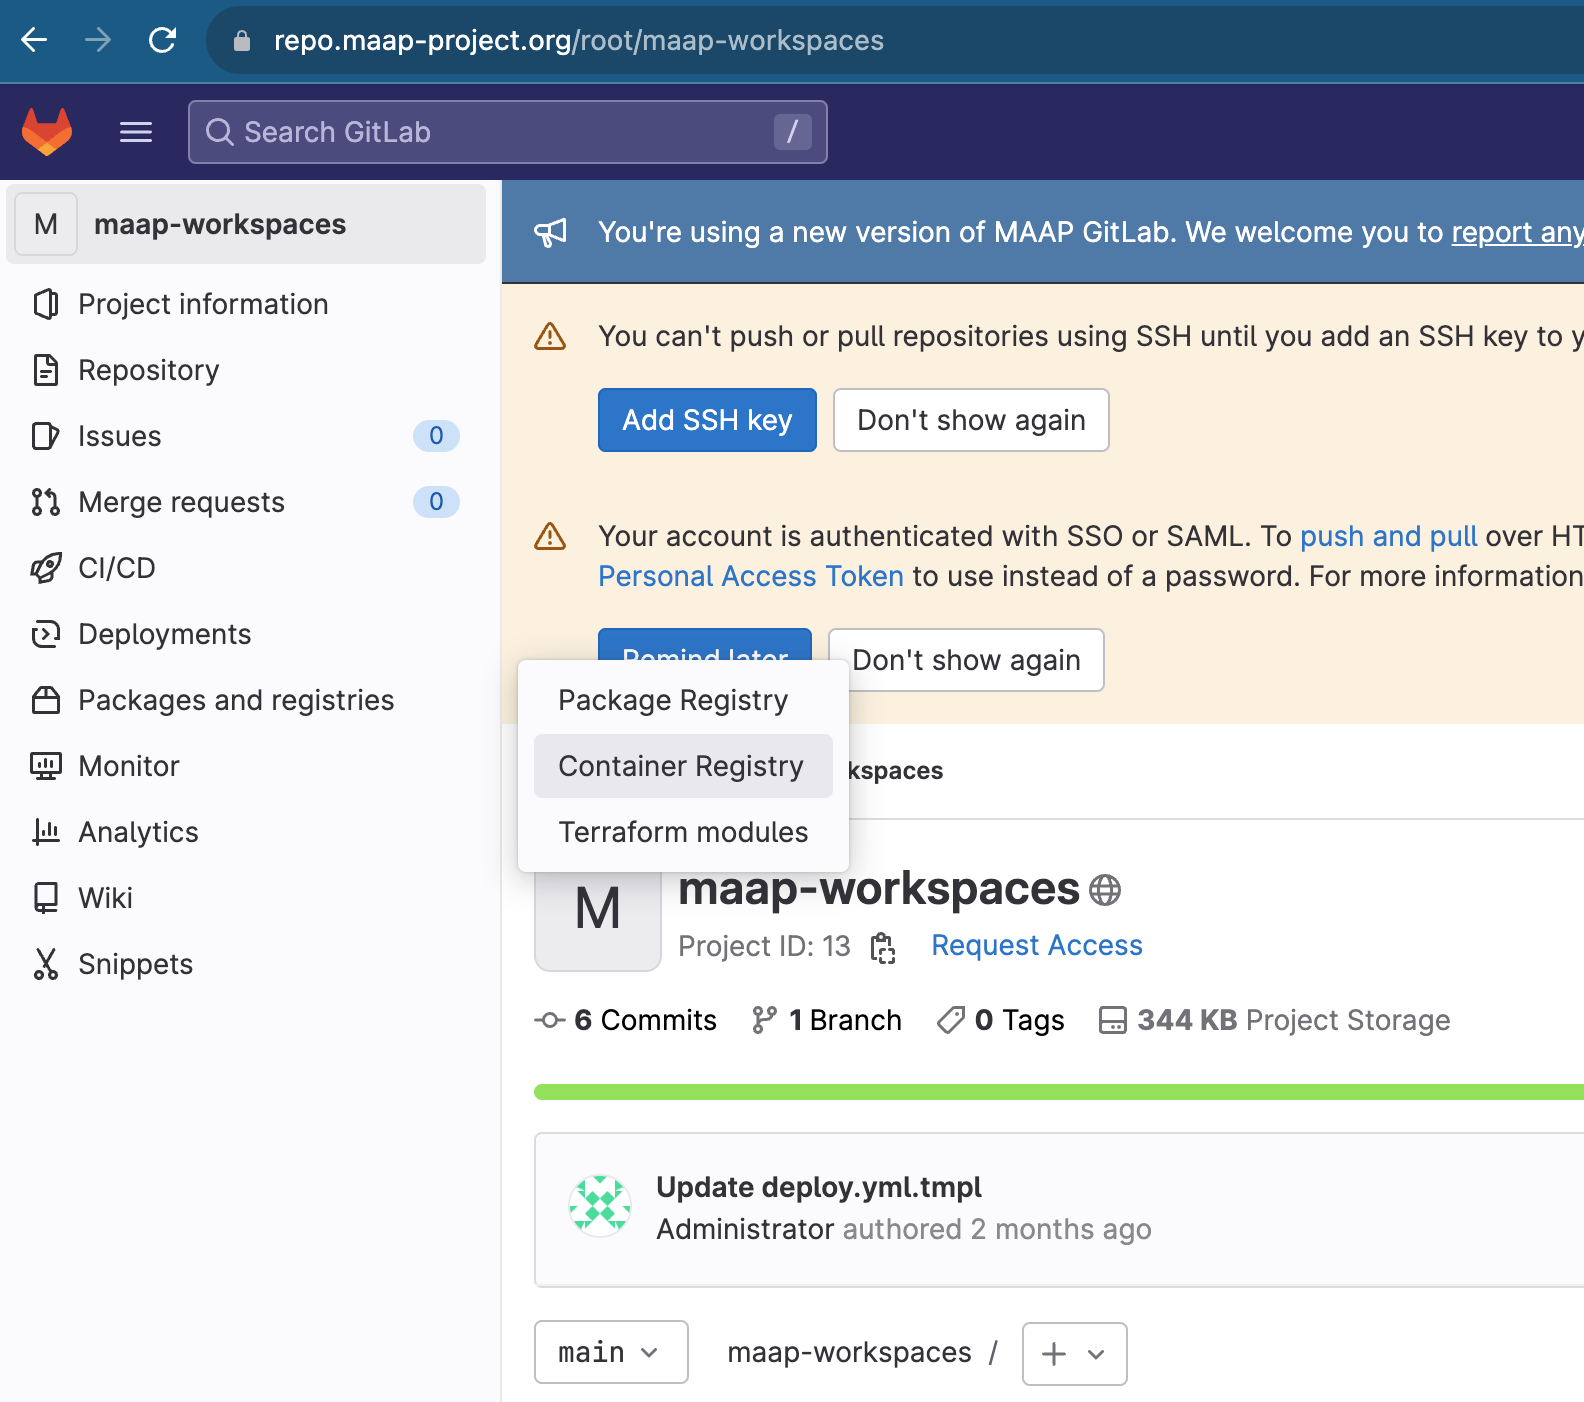 repo.maap-project.org/root/maap-workspaces
Search GitLab
/
M
maap-workspaces
Project information
Repository
Issues
0
Merge requests
0
CI/CD
Deployments
Packages and registries
Monitor
Analytics
Wiki
Snippets
You're using a new version of MAAP GitLab. We welcome you to report any
You can't push or pull repositories using SSH until you add an SSH key to y
Add SSH key
Don't show again
Your account is authenticated with SSO or SAML. To push and pull over HT
Personal Access Token to use instead of a password. For more information
Remind later
Don't show again
Package Registry
Container Registry
Terraform modules
kspaces
M
maap-workspaces
Project ID: 13
Request Access
6 Commits
1 Branch
0 Tags
344 KB Project Storage
Update deploy.yml.tmpl
Administrator authored 2 months ago
main
maap-workspaces /
+